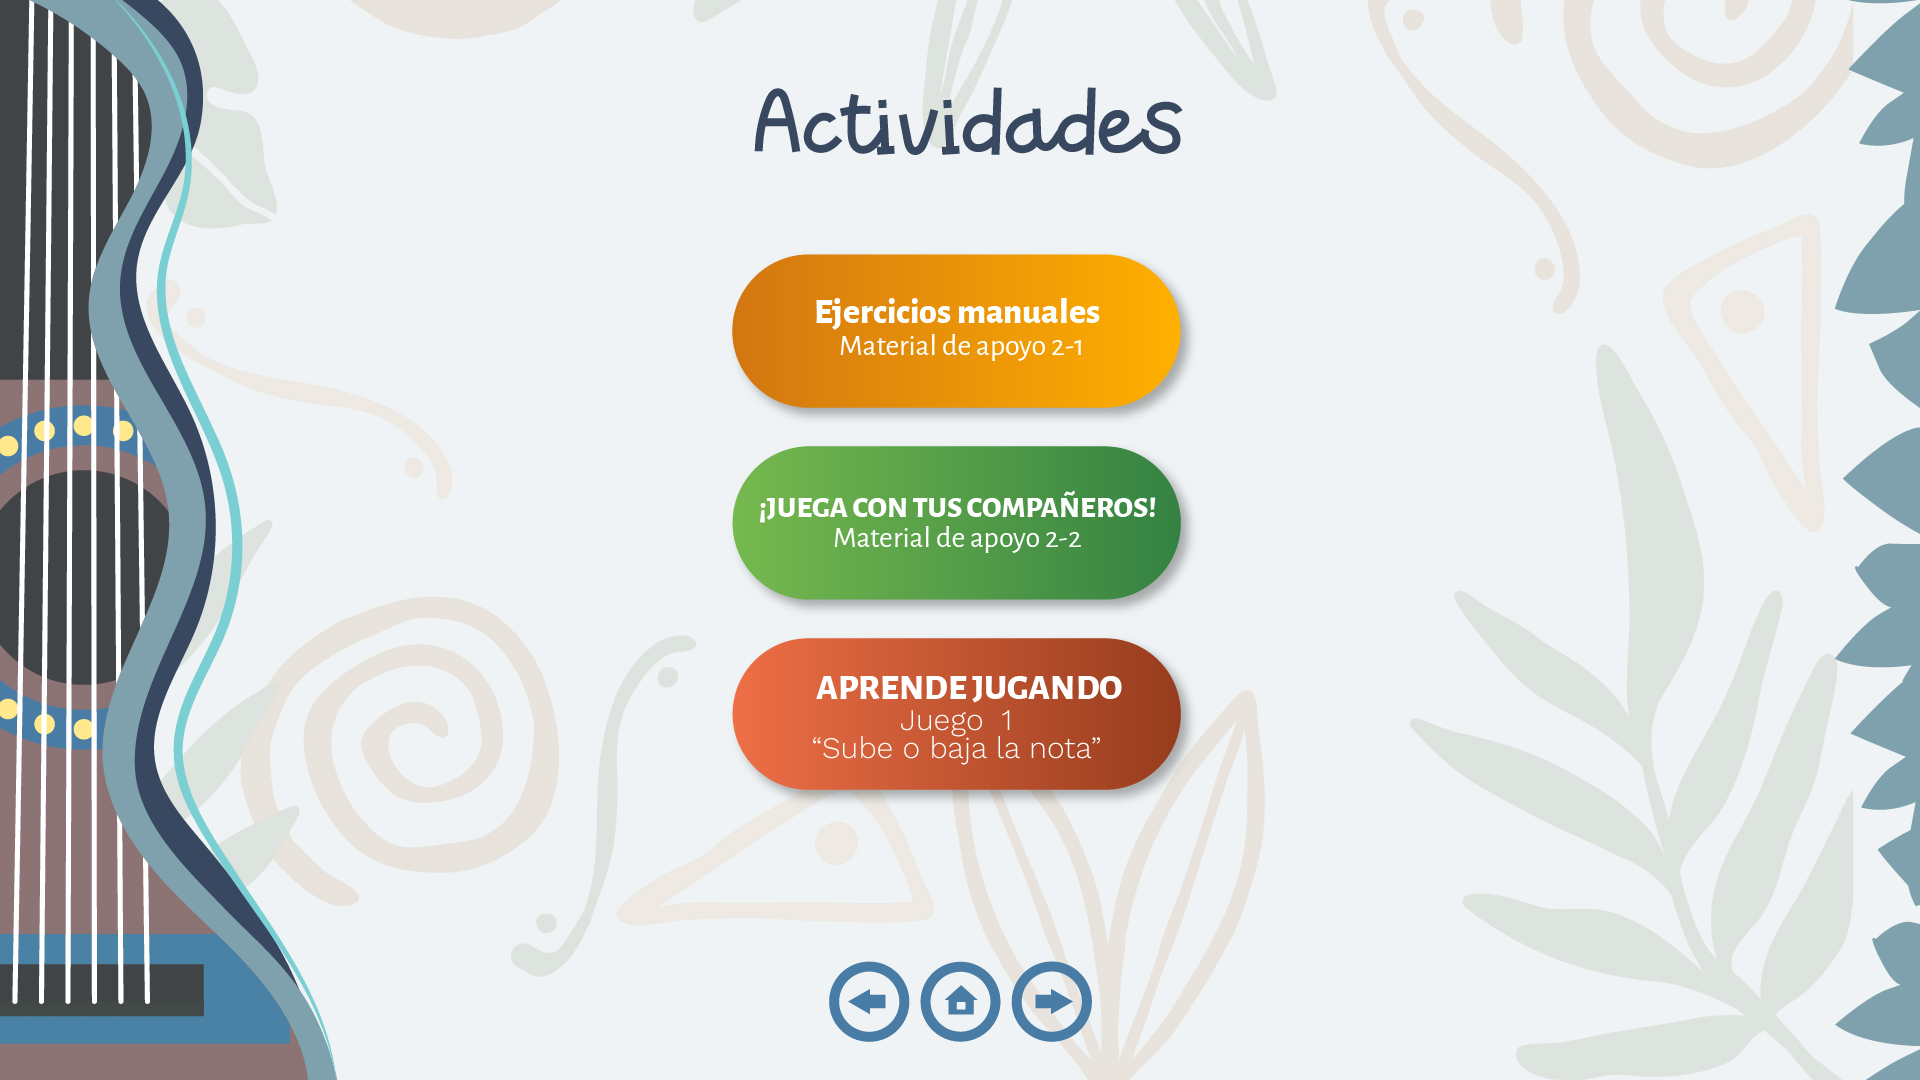 Actividades
Ejercicios manuales
Material de apoyo 2-1
¡JUEGA CON TUS COMPAÑEROS!
Material de apoyo 2-2
APRENDE JUGANDO
Juego 1
“Sube o baja la nota”